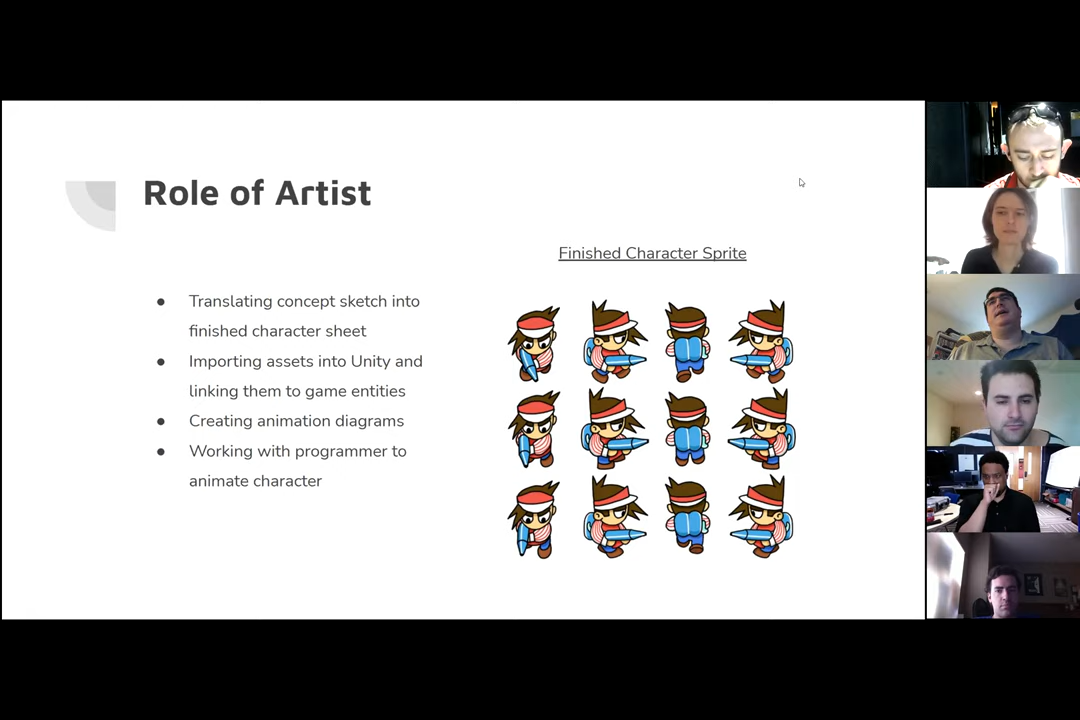 Role of Artist
Finished Character Sprite
● Translating concept sketch into
finished character sheet
● Importing assets into Unity and
linking them to game entities
● Creating animation diagrams
● Working with programmer to
animate character